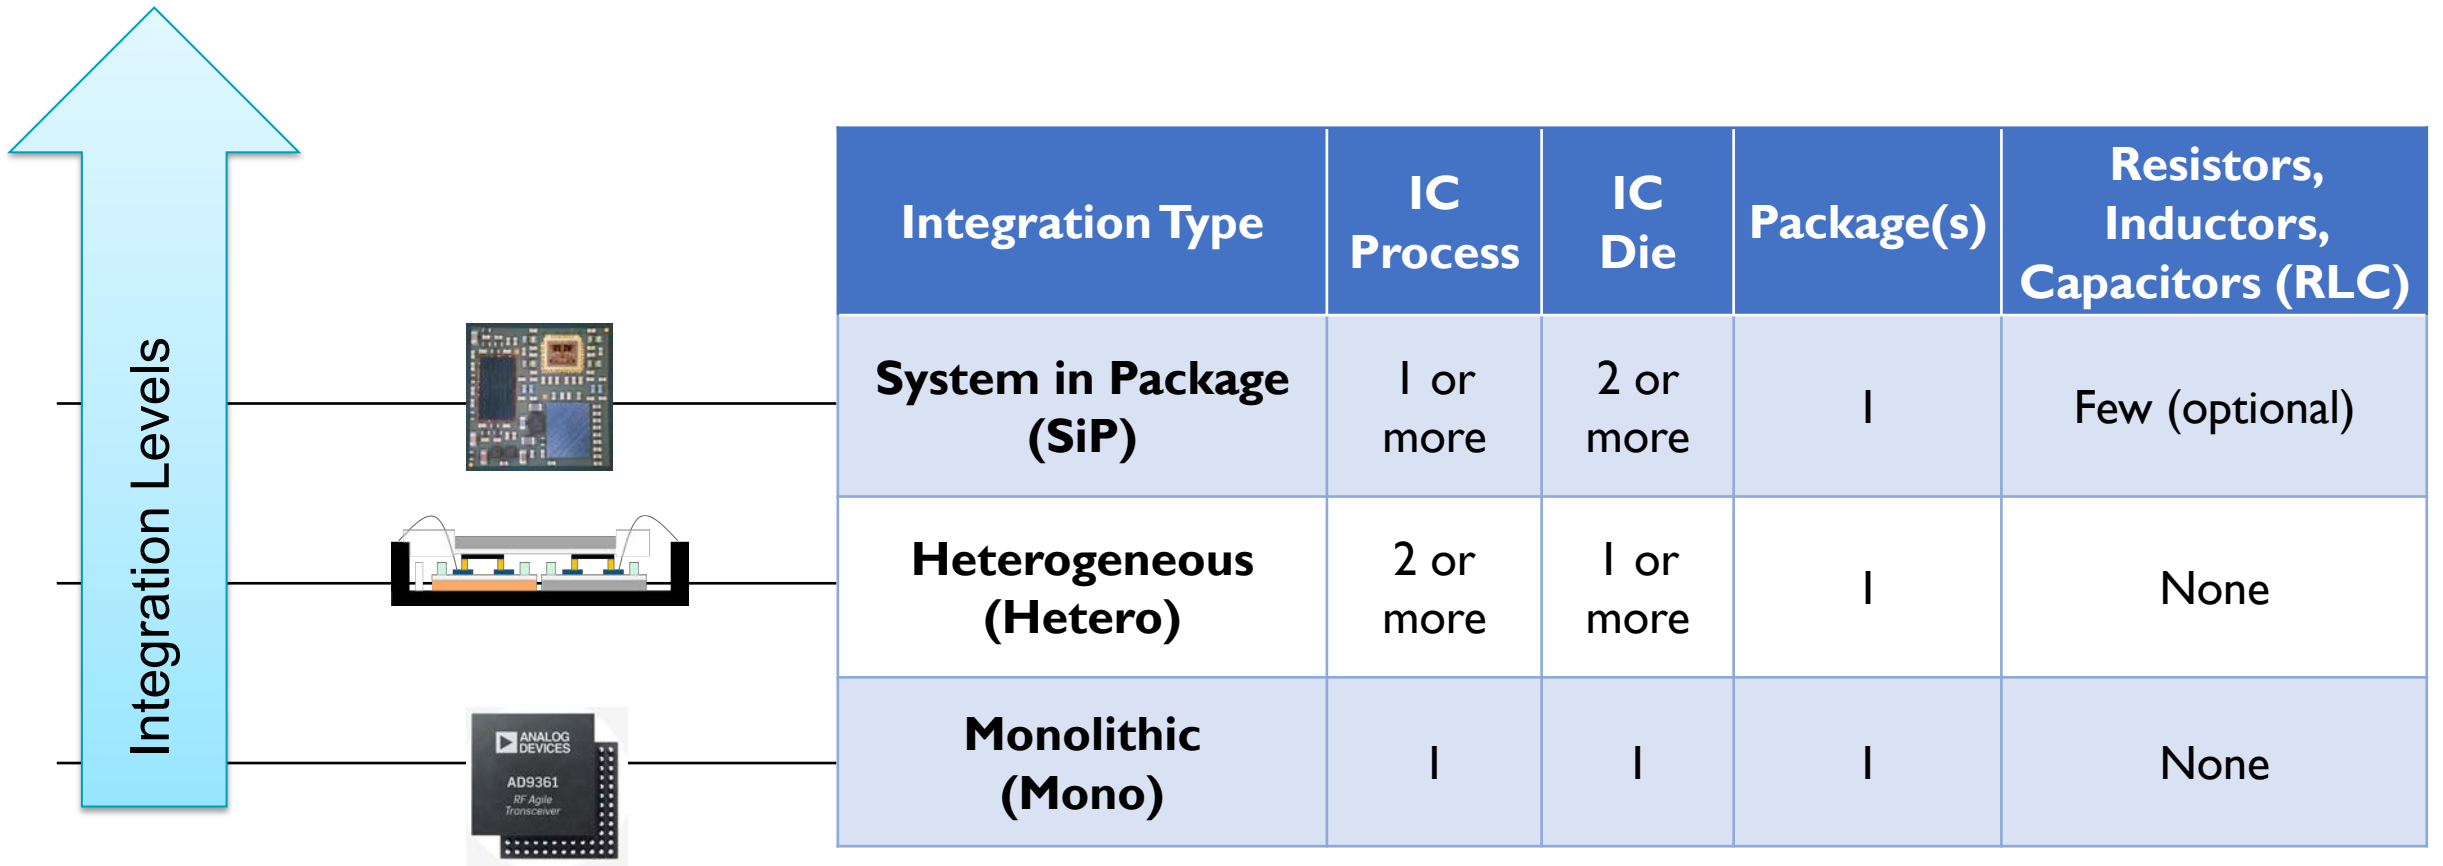 Integration Levels
Integration Type
IC
Process
IC
Die
Package(s)
Resistors,
Inductors,
Capacitors (RLC)
System in Package
(SiP)
1 or
more
2 or
more
1
Few (optional)
Heterogeneous
(Hetero)
2 or
more
1 or
more
1
None
ANALOG
DEVICES
AD9361
RF Agile
Transceiver
Monolithic
(Mono)
1
1
1
None